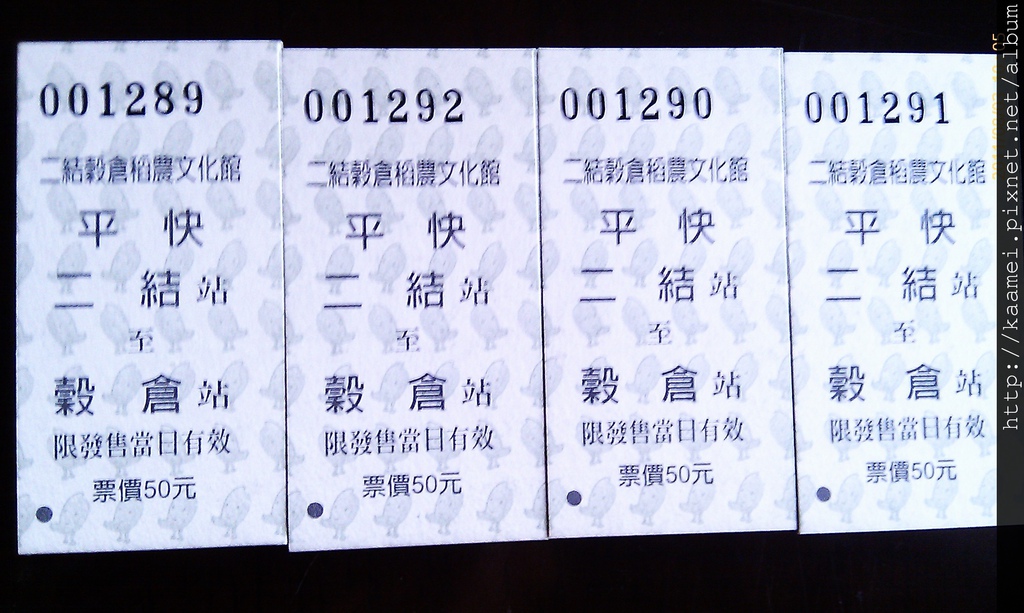 001289
二結穀倉稻農文化館
平 快
二 結 站
至
穀 倉 站
限發售當日有效
票價50元
001292
二結穀倉稻農文化館
平 快
二 結 站
至
穀 倉 站
限發售當日有效
票價50元
001290
二結穀倉稻農文化館
平 快
二 結 站
至
穀 倉 站
限發售當日有效
票價50元
001291
二結穀倉稻農文化館
平 快
二 結 站
至
穀 倉 站
限發售當日有效
票價50元
http://kaamei.pixnet.net/album